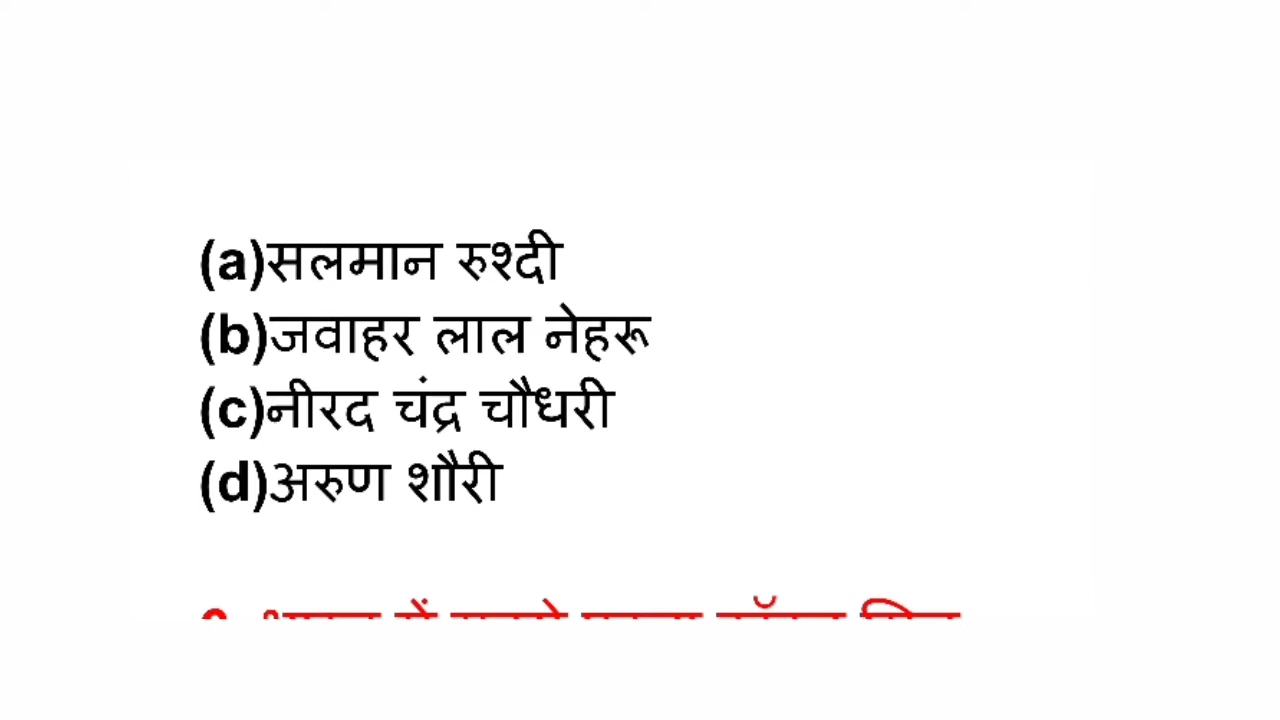 (a)सलमान रुश्दी
(b)जवाहर लाल नेहरू
(c)नीरद चंद्र चौधरी
(d)अरुण शौरी